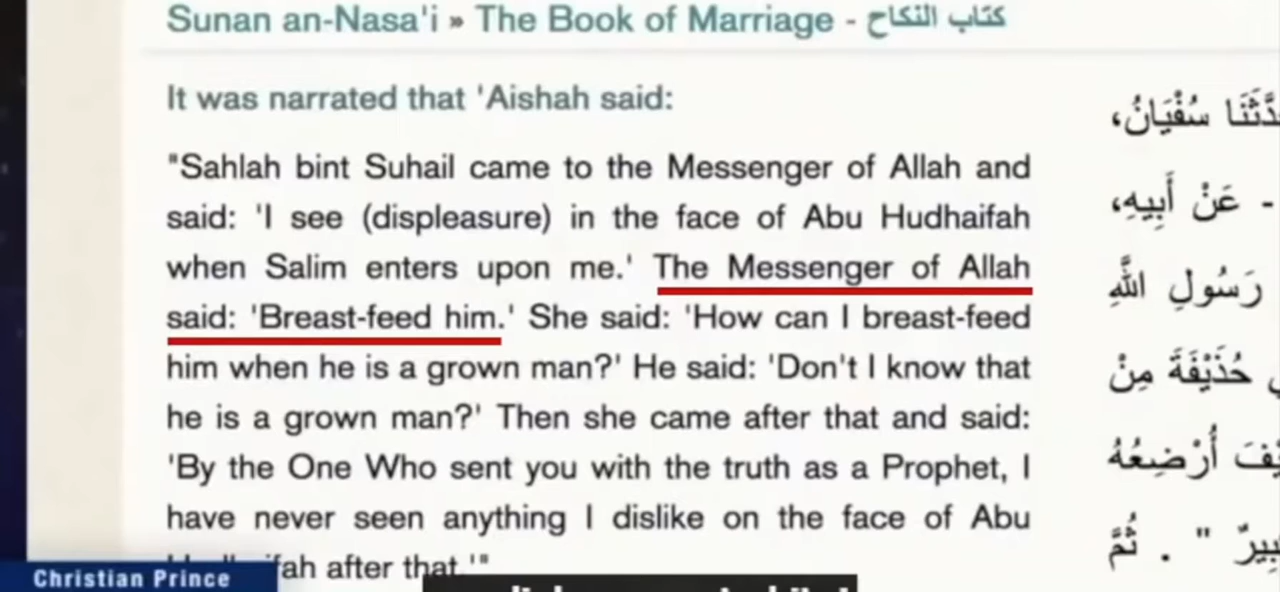 Sunan an-Nasa'i » The Book of Marriage - كتاب النكاح
It was narrated that 'Aishah said:
"Sahlah bint Suhail came to the Messenger of Allah and
said: 'I see (displeasure) in the face of Abu Hudhaifah
when Salim enters upon me.' The Messenger of Allah
said: 'Breast-feed him.' She said: 'How can I breast-feed
him when he is a grown man?' He said: 'Don't I know that
he is a grown man?' Then she came after that and said:
'By the One Who sent you with the truth as a Prophet, I
have never seen anything I dislike on the face of Abu
after that.'"
سُفْيَانُ،
- عَنْ أَبِيهِ،
رَسُولِ اللَّهِ
حُذَيْفَةَ مِنْ
أُرْضِعُهُ
" . ثُمَّ
Christian Prince